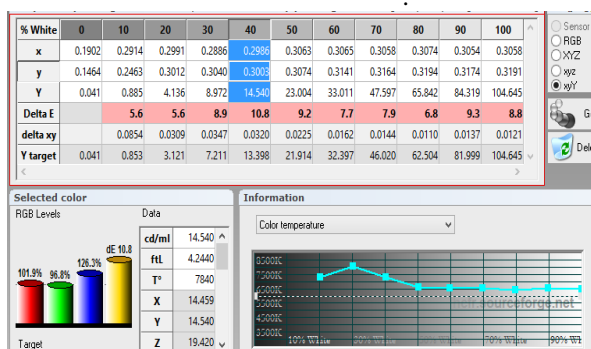 % White 0 10 20 30 40 50 60 70 80 90 100
x 0.1902 0.2914 0.2991 0.2886 0.2986 0.3063 0.3065 0.3058 0.3074 0.3054 0.3058
y 0.1464 0.2463 0.3012 0.3040 0.3003 0.3074 0.3141 0.3164 0.3194 0.3174 0.3191
Y 0.041 0.885 4.136 8.972 14.540 23.004 33.011 47.597 65.842 84.319 104.645
Delta E 5.6 5.6 8.9 10.8 9.2 7.7 7.9 6.8 9.3 8.8
delta xy 0.0854 0.0309 0.0347 0.0320 0.0225 0.0162 0.0144 0.0110 0.0137 0.0121
Y target 0.041 0.853 3.121 7.211 13.398 21.914 32.397 46.020 62.504 81.999 104.645
Sensor
RGB
XYZ
xyz
xyY
G
Dele
Selected color
RGB Levels
Data
101.9% 96.8% 126.3% dE 10.8
Target
cd/ml 14.540
ftL 4.2440
T° 7840
X 14.459
Y 14.540
Z 19.420
Information
Color temperature
8500K
7500K
6500K
5500K
4500K
3500K
10% White 70% White 90% Wi
sourceforge.net